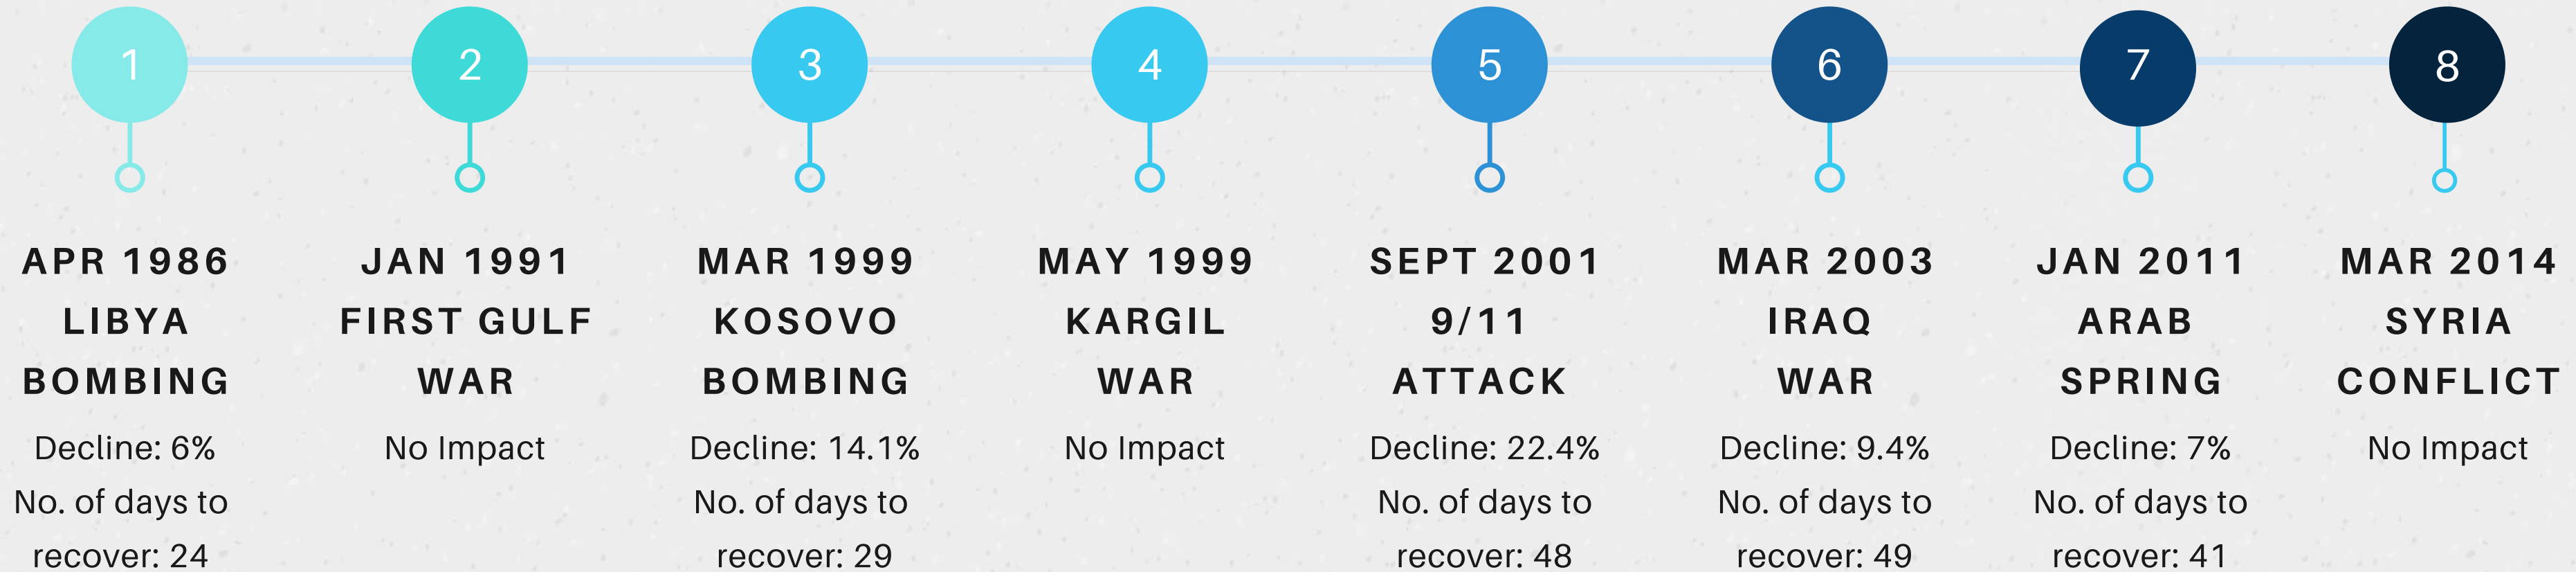 1
2
3
4
5
6
7
8
APR 1986
LIBYA
BOMBING
Decline: 6%
No. of days to
recover: 24
JAN 1991
FIRST GULF
WAR
No Impact
MAR 1999
KOSOVO
BOMBING
Decline: 14.1%
No. of days to
recover: 29
MAY 1999
KARGIL
WAR
No Impact
SEPT 2001
9/11
ATTACK
Decline: 22.4%
No. of days to
recover: 48
MAR 2003
IRAQ
WAR
Decline: 9.4%
No. of days to
recover: 49
JAN 2011
ARAB
SPRING
Decline: 7%
No. of days to
recover: 41
MAR 2014
SYRIA
CONFLICT
No Impact